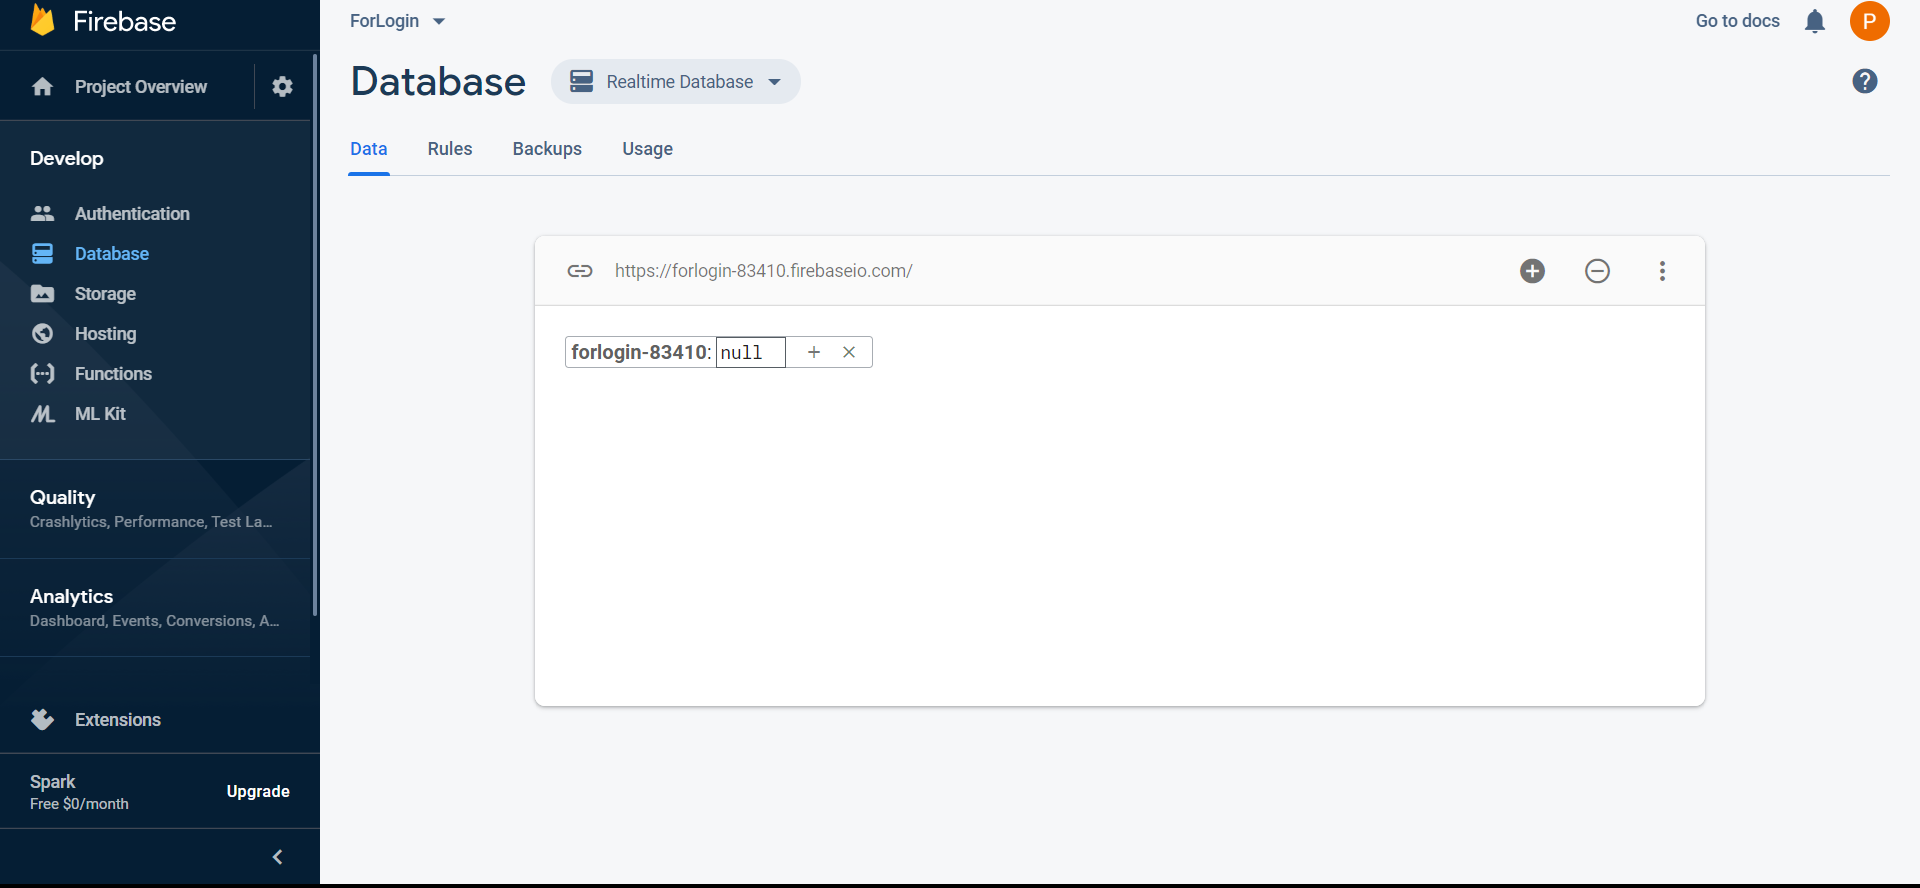 Firebase
Project Overview
Develop
Authentication
Database
Storage
Hosting
Functions
ML Kit
Quality
Crashlytics, Performance, Test La...
Analytics
Dashboard, Events, Conversions, A...
Extensions
Spark
Free $0/month
Upgrade
ForLogin
Go to docs
P
Database
Realtime Database
?
Data
Rules
Backups
Usage
https://forlogin-83410.firebaseio.com/
forlogin-83410: null